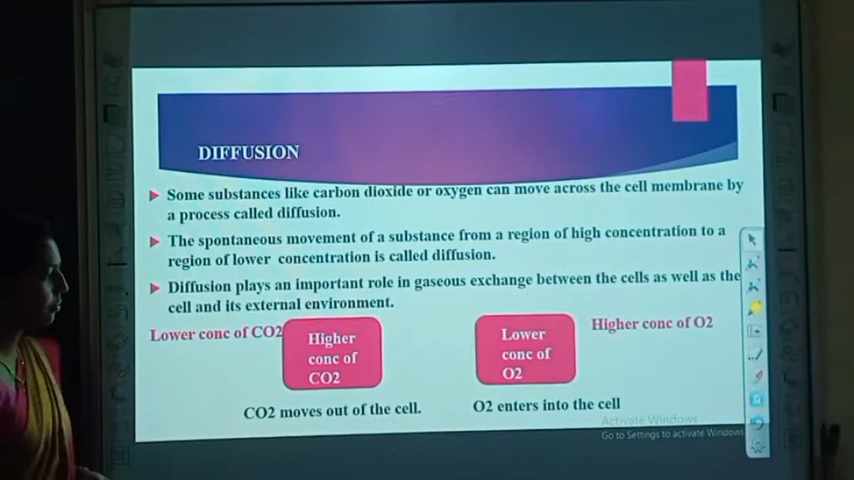 DIFFUSION
Some substances like carbon dioxide or oxygen can move across the cell membrane by
a process called diffusion.
The spontaneous movement of a substance from a region of high concentration to a
region of lower concentration is called diffusion.
Diffusion plays an important role in gaseous exchange between the cells as well as the
cell and its external environment.
Lower conc of CO2
Higher
conc of
CO2
Lower
conc of
O2
Higher conc of O2
CO2 moves out of the cell.
O2 enters into the cell
Activate Windows
Go to Settings to activate Windows